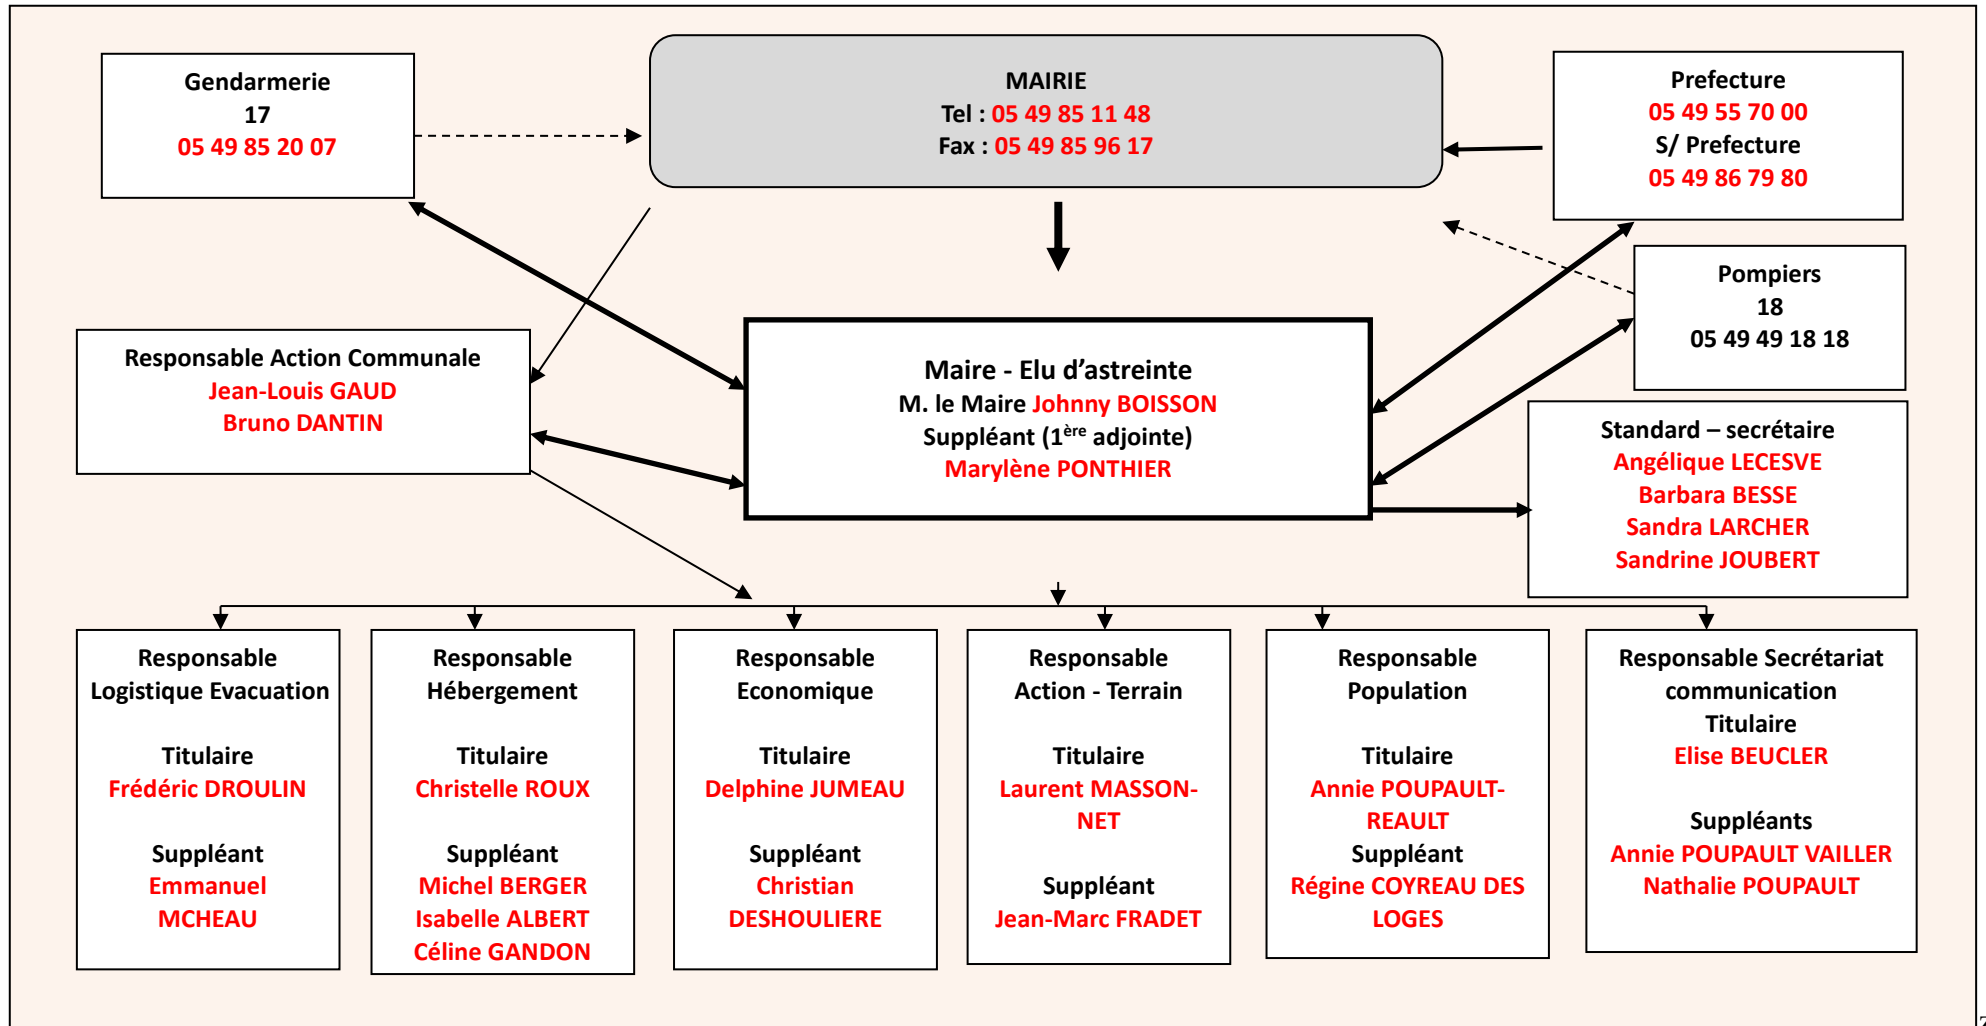 Gendarmerie
17
05 49 85 20 07
MAIRIE
Tel : 05 49 85 11 48
Fax : 05 49 85 96 17
Prefecture
05 49 55 70 00
S/ Prefecture
05 49 86 79 80
Pompiers
18
05 49 49 18 18
Responsable Action Communale
Jean-Louis GAUD
Bruno DANTIN
Maire - Elu d’astreinte
M. le Maire Johnny BOISSON
Suppléant (1ère adjointe)
Marylène PONTHIER
Standard – secrétaire
Angélique LECESVE
Barbara BESSE
Sandra LARCHER
Sandrine JOUBERT
Responsable
Logistique Evacuation
Titulaire
Frédéric DROULIN
Suppléant
Emmanuel
MCHEAU
Responsable
Hébergement
Titulaire
Christelle ROUX
Suppléant
Michel BERGER
Isabelle ALBERT
Céline GANDON
Responsable
Economique
Titulaire
Delphine JUMEAU
Suppléant
Christian
DESHOULIERE
Responsable
Action - Terrain
Titulaire
Laurent MASSON-
NET
Suppléant
Jean-Marc FRADET
Responsable
Population
Titulaire
Annie POUPAULT-
REAULT
Suppléant
Régine COYREAU DES
LOGES
Responsable Secrétariat
communication
Titulaire
Elise BEUCLER
Suppléants
Annie POUPAULT VAILLER
Nathalie POUPAULT